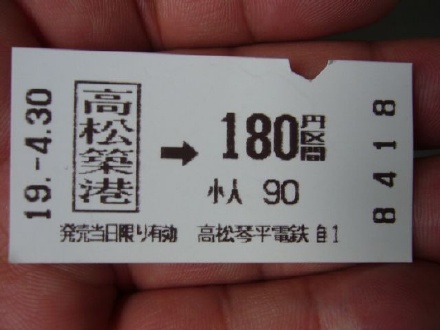 19.-4.30
高松築港
→ 180円区間
小人 90
発売当日限り有効 高松琴平電鉄 自1
8418